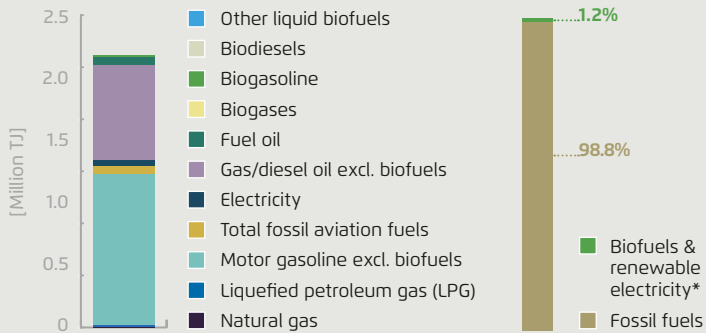 2.5
2.0
1.5
1.0
0.5
0
[Million TJ]
Other liquid biofuels
Biodiesels
Biogasoline
Biogases
Fuel oil
Gas/diesel oil excl. biofuels
Electricity
Total fossil aviation fuels
Motor gasoline excl. biofuels
Liquefied petroleum gas (LPG)
Natural gas
1.2%
98.8%
Biofuels &
renewable
electricity*
Fossil fuels